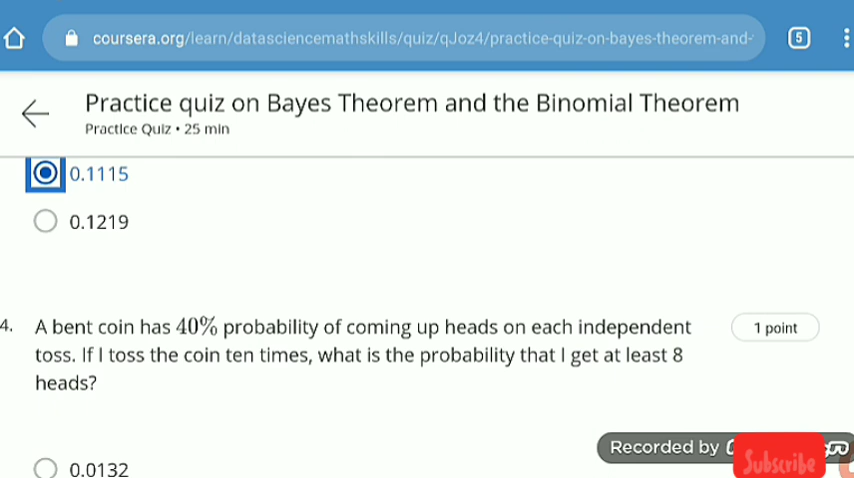 coursera.org/learn/datasciencemathskills/quiz/qJoz4/practice-quiz-on-bayes-theorem-and-
5
Practice quiz on Bayes Theorem and the Binomial Theorem
Practice Quiz • 25 min
0.1115
0.1219
4. A bent coin has 40% probability of coming up heads on each independent
1 point
toss. If I toss the coin ten times, what is the probability that I get at least 8
heads?
Recorded by
Subscribe
0.0132